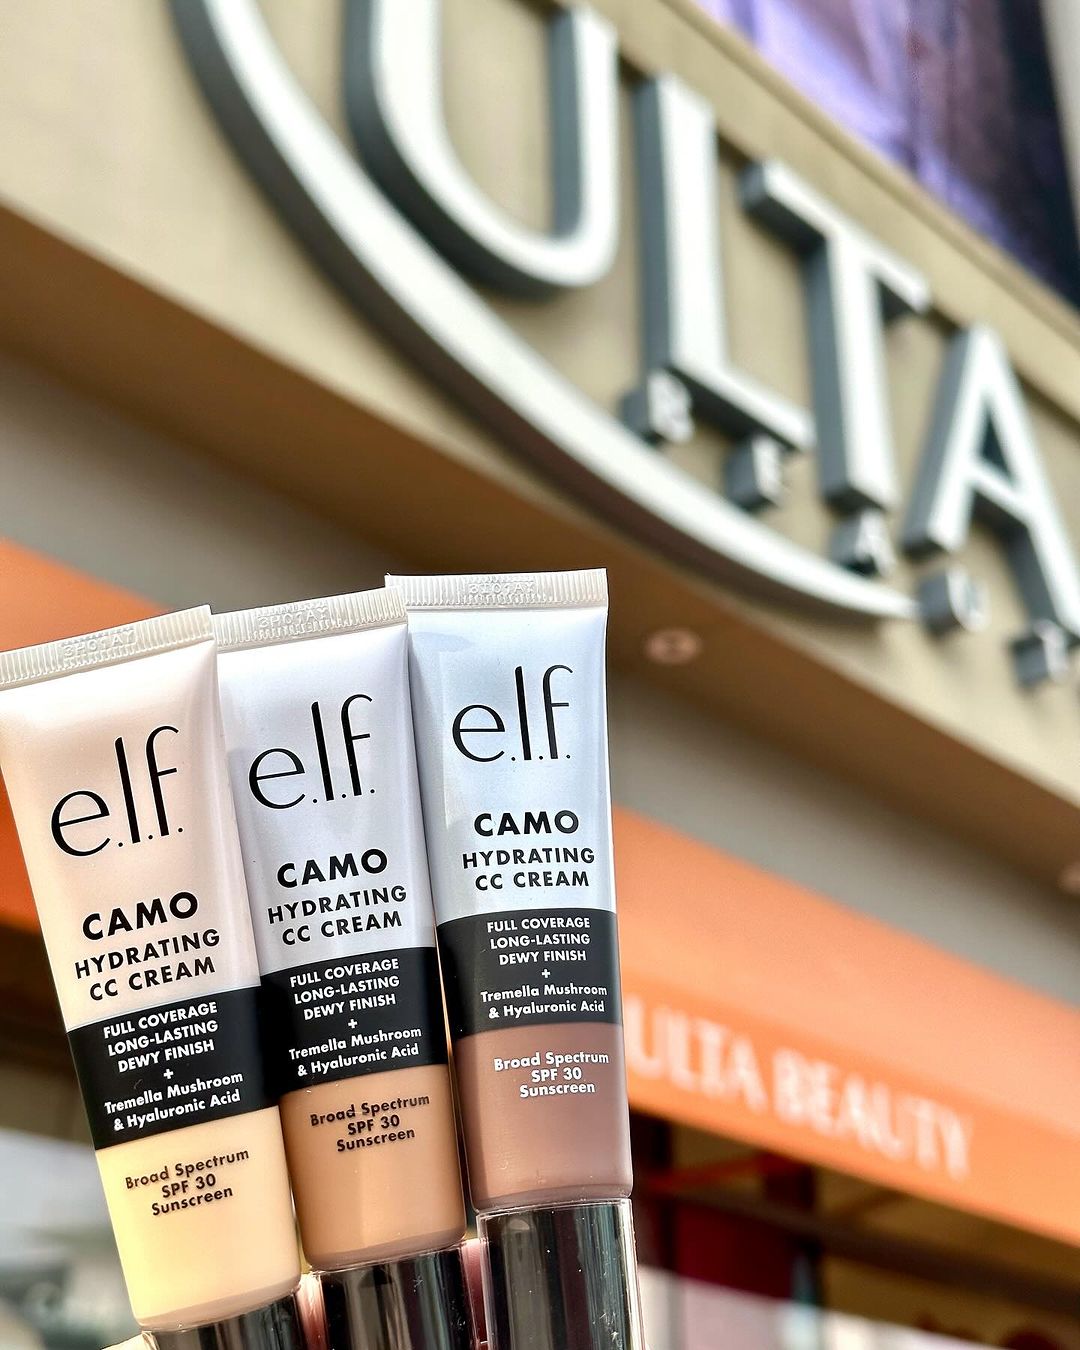 ULTA
BEAUTY
e.l.f.
CAMO
HYDRATING
CC CREAM
FULL COVERAGE
LONG-LASTING
DEWY FINISH
+
Tremella Mushroom
& Hyaluronic Acid
Broad Spectrum
SPF 30
Sunscreen
e.l.f.
CAMO
HYDRATING
CC CREAM
FULL COVERAGE
LONG-LASTING
DEWY FINISH
+
Tremella Mushroom
& Hyaluronic Acid
Broad Spectrum
SPF 30
Sunscreen
e.l.f.
CAMO
HYDRATING
CC CREAM
FULL COVERAGE
LONG-LASTING
DEWY FINISH
+
Tremella Mushroom
& Hyaluronic Acid
Broad Spectrum
SPF 30
Sunscreen
ULTA BEAUTY